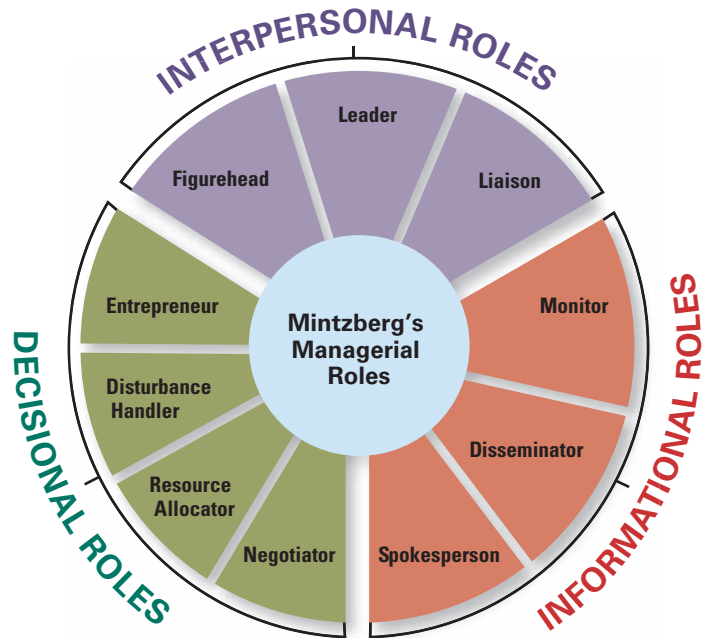 INTERPERSONAL ROLES
Figurehead
Leader
Liaison
Mintzberg's
Managerial
Roles
INFORMATIONAL ROLES
Monitor
Disseminator
Spokesperson
DECISIONAL ROLES
Entrepreneur
Disturbance
Handler
Resource
Allocator
Negotiator